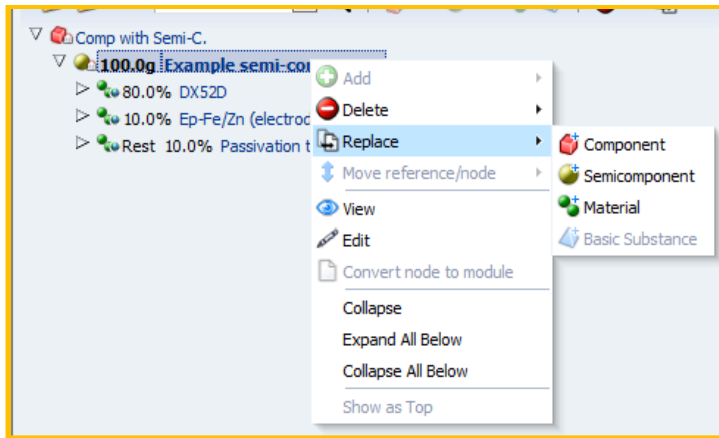 Comp with Semi-C.
100.0g Example semi-co
80.0% DX52D
10.0% Ep-Fe/Zn (electroc
Rest 10.0% Passivation t
Add
Delete
Replace
Move reference/node
View
Edit
Convert node to module
Collapse
Expand All Below
Collapse All Below
Show as Top
Component
Semicomponent
Material
Basic Substance